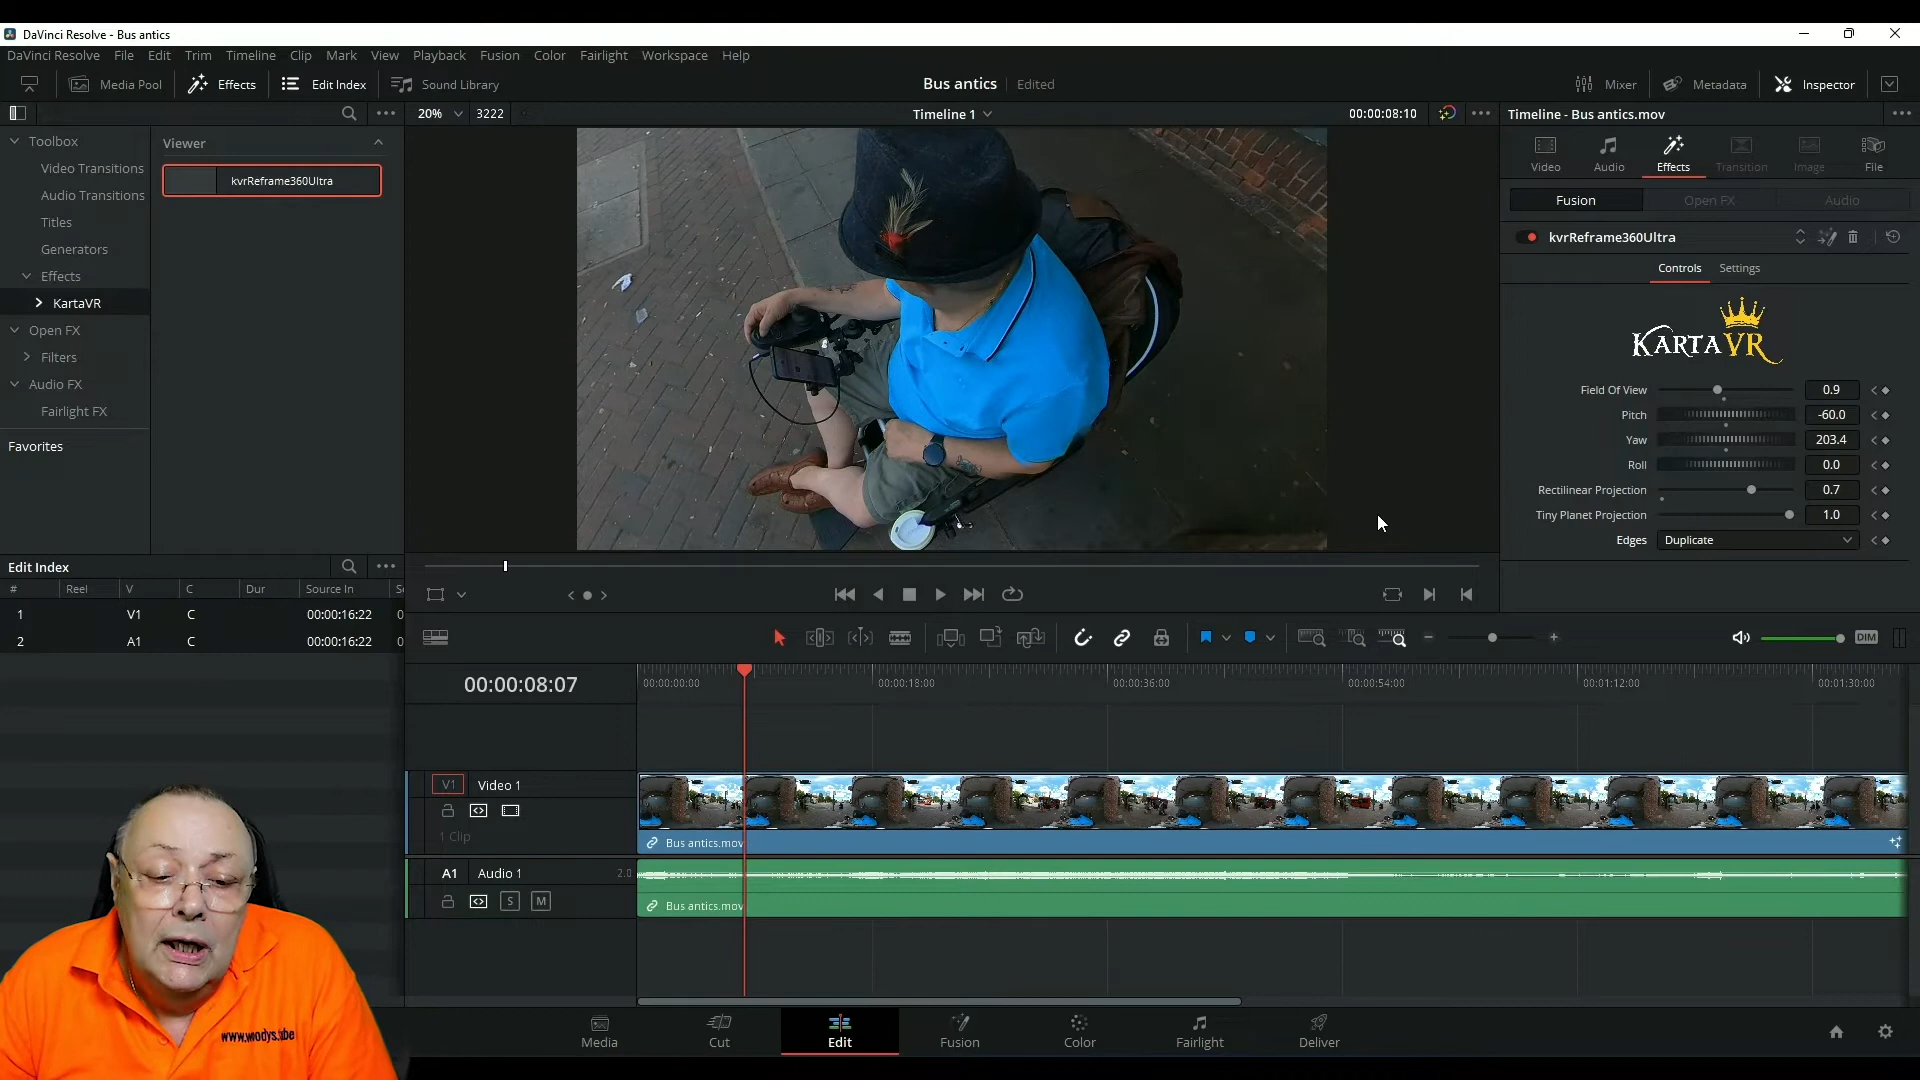 DaVinci Resolve - Bus antics
DaVinci Resolve File Edit Trim Timeline Clip Mark View Playback Fusion Color Fairlight Workspace Help
Media Pool Effects Edit Index Sound Library Bus antics Edited Mixer Metadata Inspector
20% 3222 Timeline 1 00:00:08:10 Timeline - Bus antics.mov
Toolbox
Video Transitions
Audio Transitions
Titles
Generators
Effects
KartaVR
Open FX
Filters
Audio FX
Fairlight FX
Favorites
Viewer
kvrReframe360Ultra
Video Audio Effects Transition Image File
Fusion Open FX Audio
kvrReframe360Ultra
Controls Settings
KARTAVR
Field Of View 0.9
Pitch -60.0
Yaw 203.4
Roll 0.0
Rectilinear Projection 0.7
Tiny Planet Projection 1.0
Edges Duplicate
Edit Index
# Reel V C Dur Source In
1 V1 C 00:00:16:22 0
2 A1 C 00:00:16:22 0
DIM
00:00:08:07
00:00:00:00 00:00:18:00 00:00:36:00 00:00:54:00 00:01:12:00 00:01:30:00
V1 Video 1
1 Clip
Bus antics.mov
A1 Audio 1 2.0
S M
Bus antics.mov
Media Cut Edit Fusion Color Fairlight Deliver